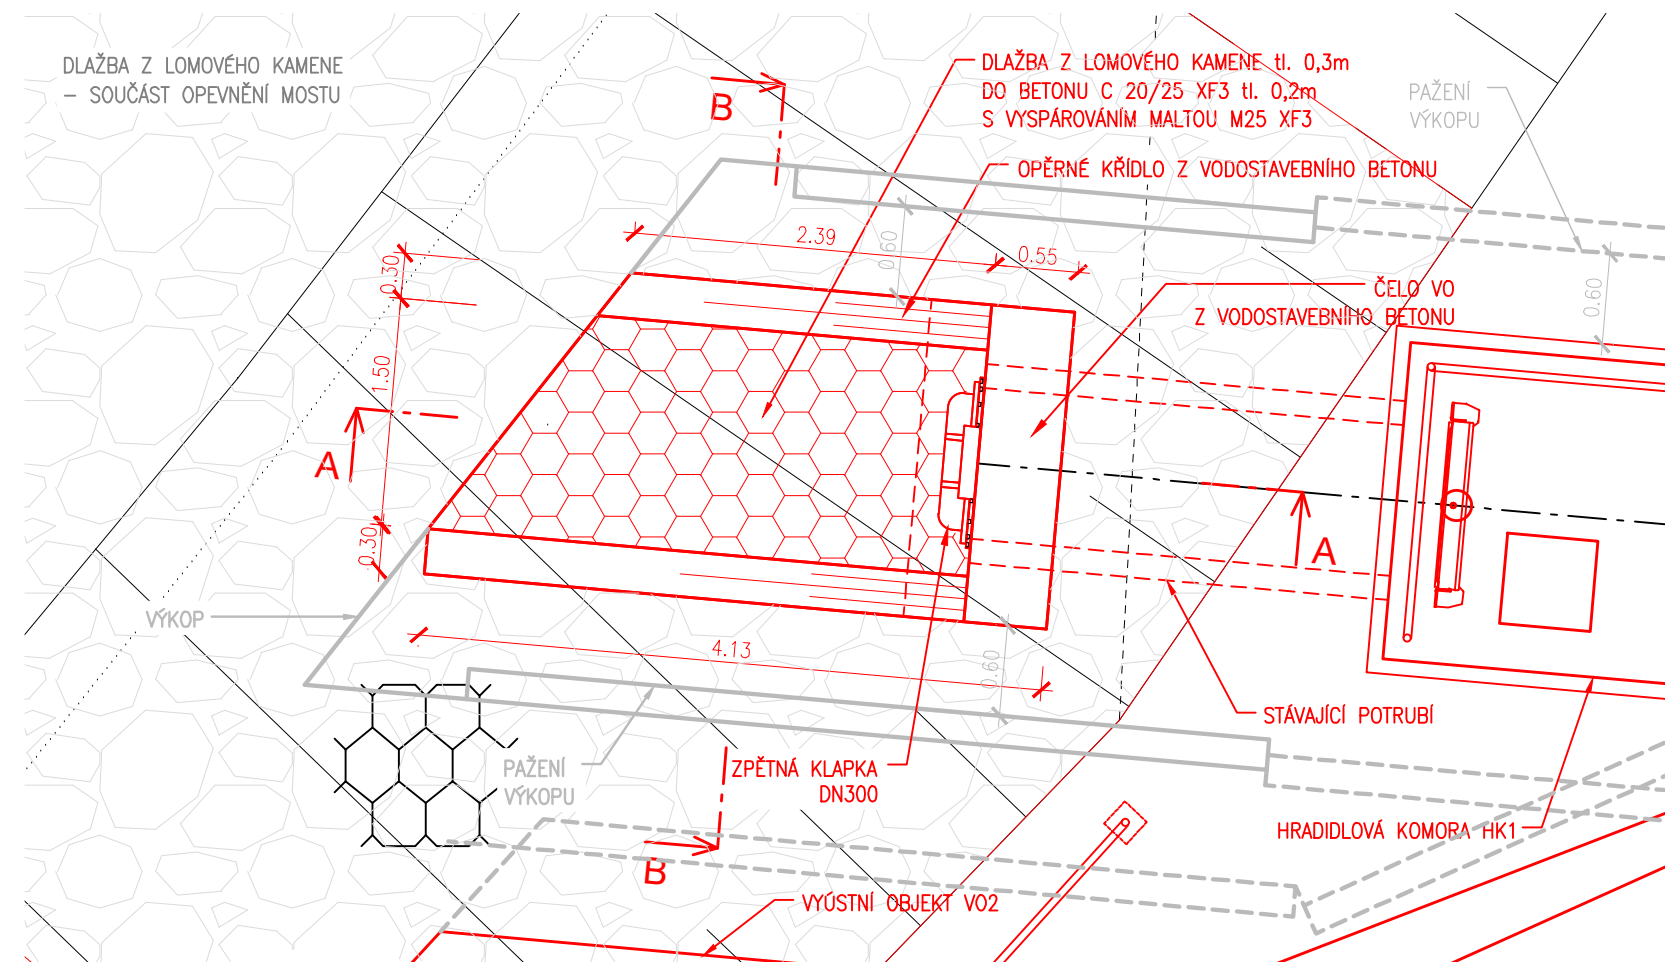 DLAŽBA Z LOMOVÉHO KAMENE
– SOUČÁST OPEVNĚNÍ MOSTU
DLAŽBA Z LOMOVÉHO KAMENE tl. 0,3m
DO BETONU C 20/25 XF3 tl. 0,2m
S VYSPÁROVÁNÍM MALTOU M25 XF3
PAŽENÍ
VÝKOPU
B
OPĚRNÉ KŘÍDLO Z VODOSTAVEBNÍHO BETONU
2.39
0.60
0.55
0.30
ČELO VO
Z VODOSTAVEBNÍHO BETONU
0.60
1.50
A
A
0.30
VÝKOP
4.13
0.60
STÁVAJÍCÍ POTRUBÍ
PAŽENÍ
VÝKOPU
ZPĚTNÁ KLAPKA
DN300
HRADIDLOVÁ KOMORA HK1
B
VYÚSTNÍ OBJEKT VO2